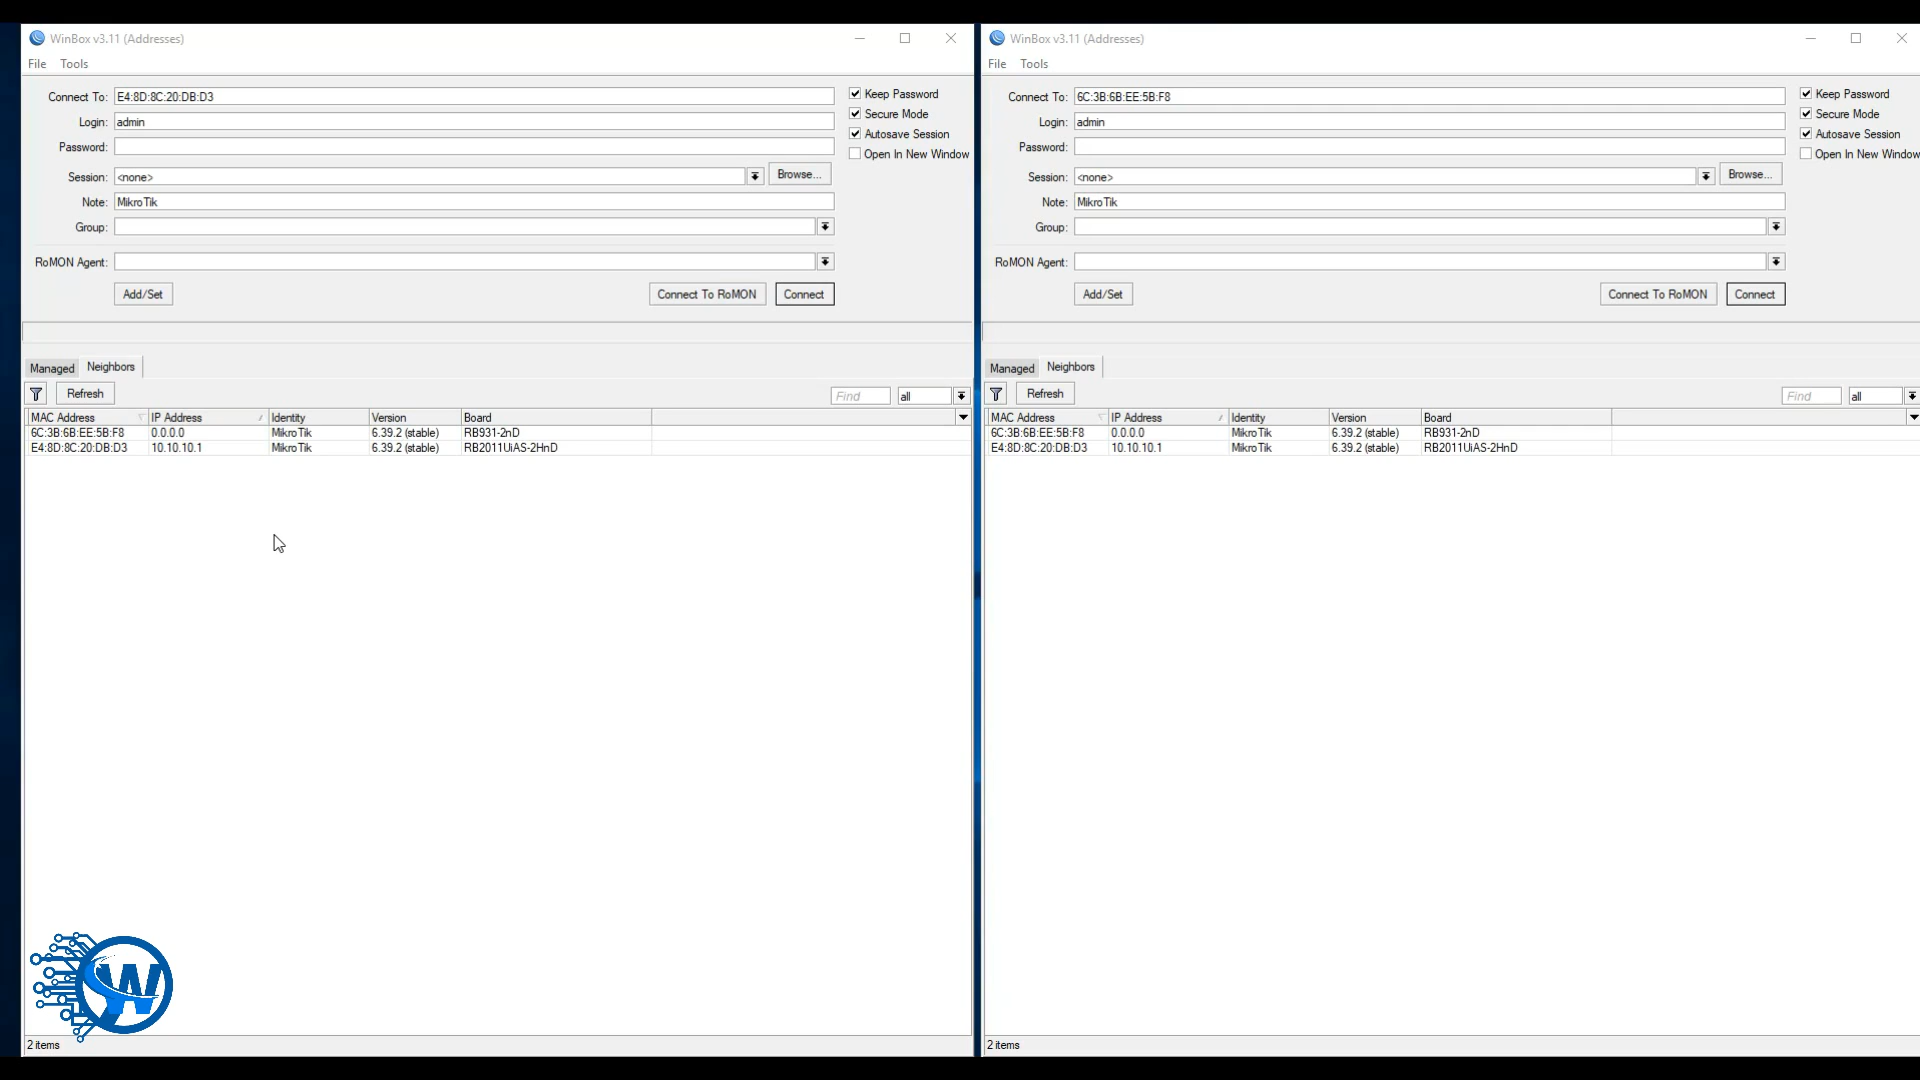 WinBox v3.11 (Addresses)
File Tools
Connect To: E4:8D:8C:20:DB:D3
Keep Password
Login: admin
Secure Mode
Password:
Autosave Session
Open In New Window
Session: <none> Browse...
Note: MikroTik
Group:
RoMON Agent:
Add/Set Connect To RoMON Connect
Managed Neighbors
Refresh Find all
MAC Address IP Address Identity Version Board
6C:3B:6B:EE:5B:F8 0.0.0.0 MikroTik 6.39.2 (stable) RB931-2nD
E4:8D:8C:20:DB:D3 10.10.10.1 MikroTik 6.39.2 (stable) RB2011UiAS-2HnD
W
2 items
WinBox v3.11 (Addresses)
File Tools
Connect To: 6C:3B:6B:EE:5B:F8
Keep Password
Login: admin
Secure Mode
Password:
Autosave Session
Open In New Window
Session: <none> Browse...
Note: MikroTik
Group:
RoMON Agent:
Add/Set Connect To RoMON Connect
Managed Neighbors
Refresh Find all
MAC Address IP Address Identity Version Board
6C:3B:6B:EE:5B:F8 0.0.0.0 MikroTik 6.39.2 (stable) RB931-2nD
E4:8D:8C:20:DB:D3 10.10.10.1 MikroTik 6.39.2 (stable) RB2011UiAS-2HnD
2 items